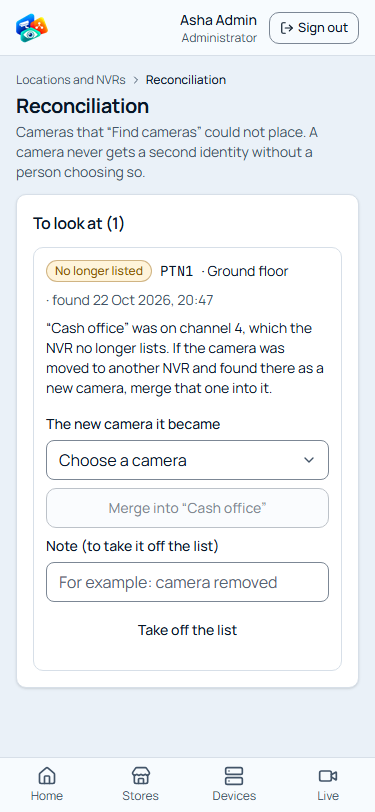 Asha Admin
Administrator
Sign out
Locations and NVRs > Reconciliation
Reconciliation
Cameras that “Find cameras” could not place. A
camera never gets a second identity without a
person choosing so.
To look at (1)
No longer listed PTN1 · Ground floor
· found 22 Oct 2026, 20:47
“Cash office” was on channel 4, which the
NVR no longer lists. If the camera was
moved to another NVR and found there as a
new camera, merge that one into it.
The new camera it became
Choose a camera
Merge into “Cash office”
Note (to take it off the list)
For example: camera removed
Take off the list
Home Stores Devices Live